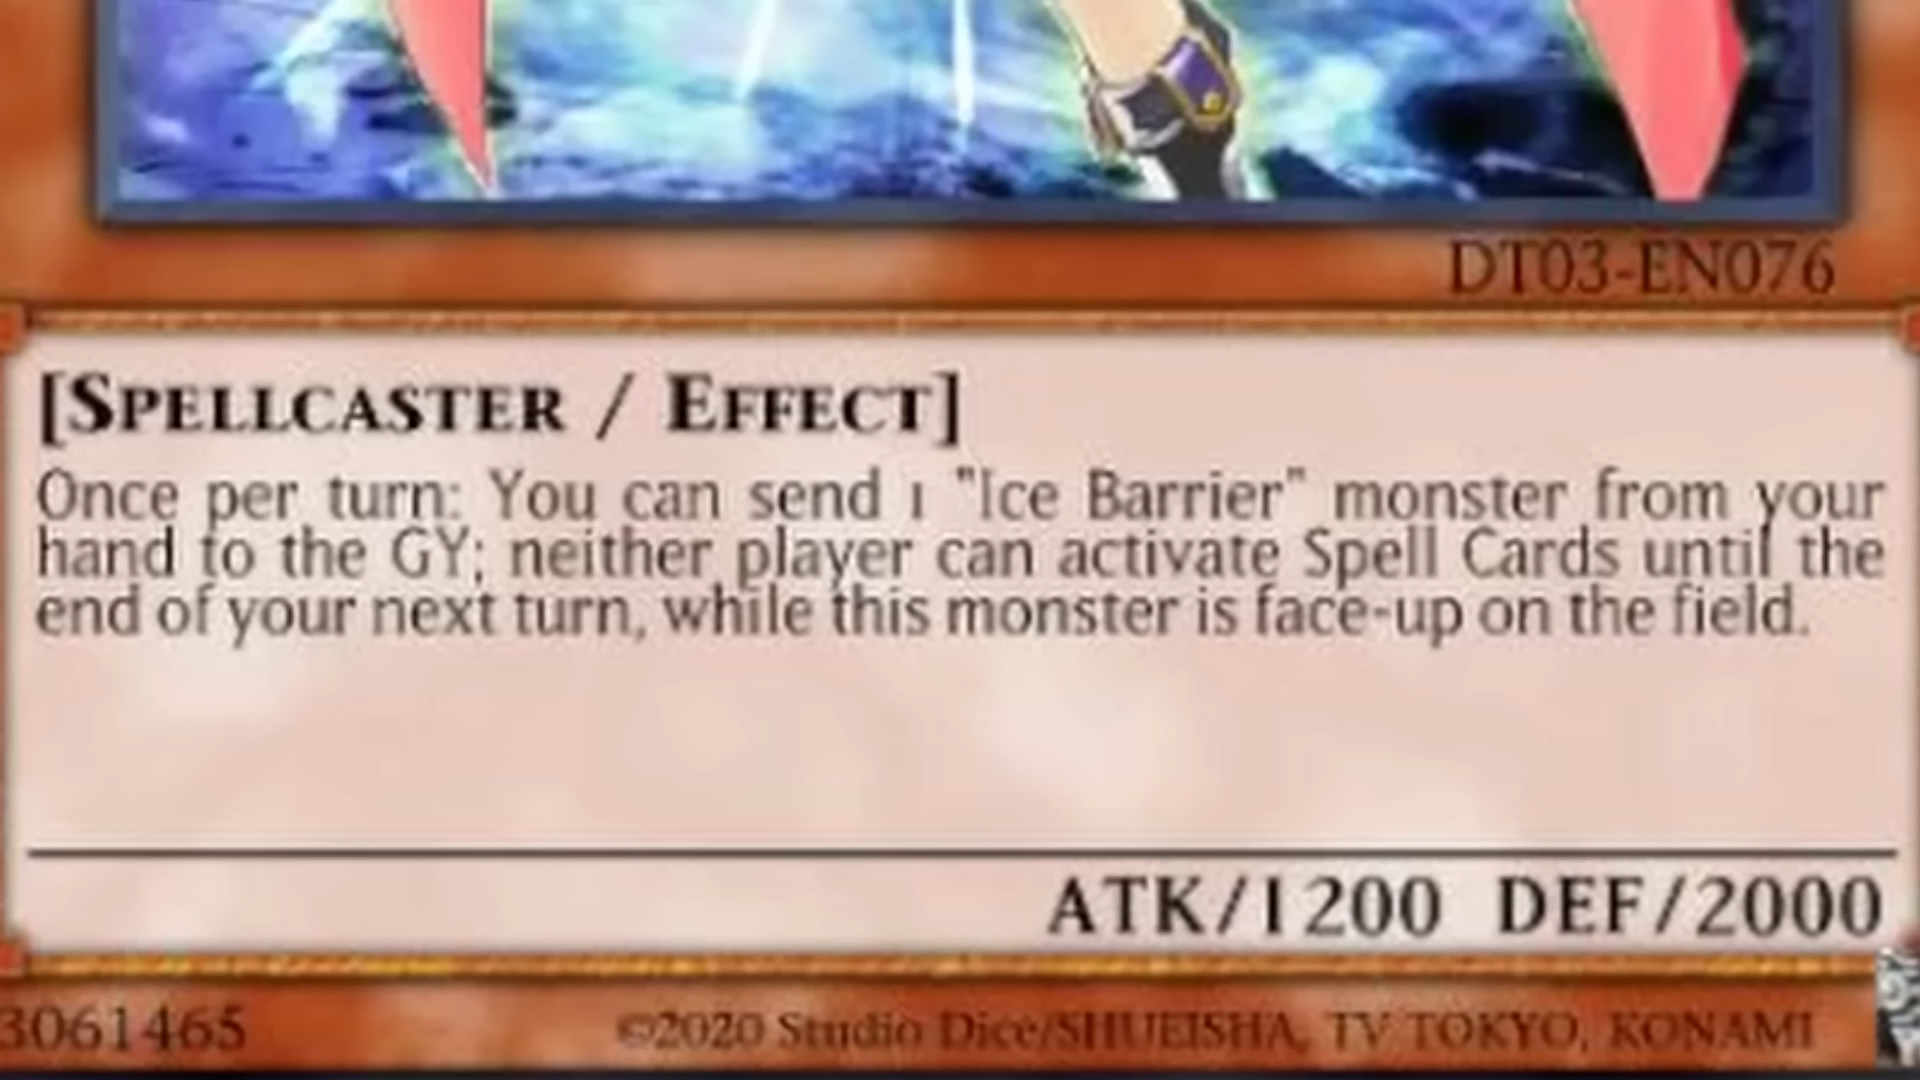 DT03-EN076
[SPELLCASTER / EFFECT]
Once per turn: You can send 1 "Ice Barrier" monster from your
hand to the GY; neither player can activate Spell Cards until the
end of your next turn, while this monster is face-up on the field.
ATK/1200 DEF/2000
3061465
©2020 Studio Dice/SHUEISHA, TV TOKYO, KONAMI